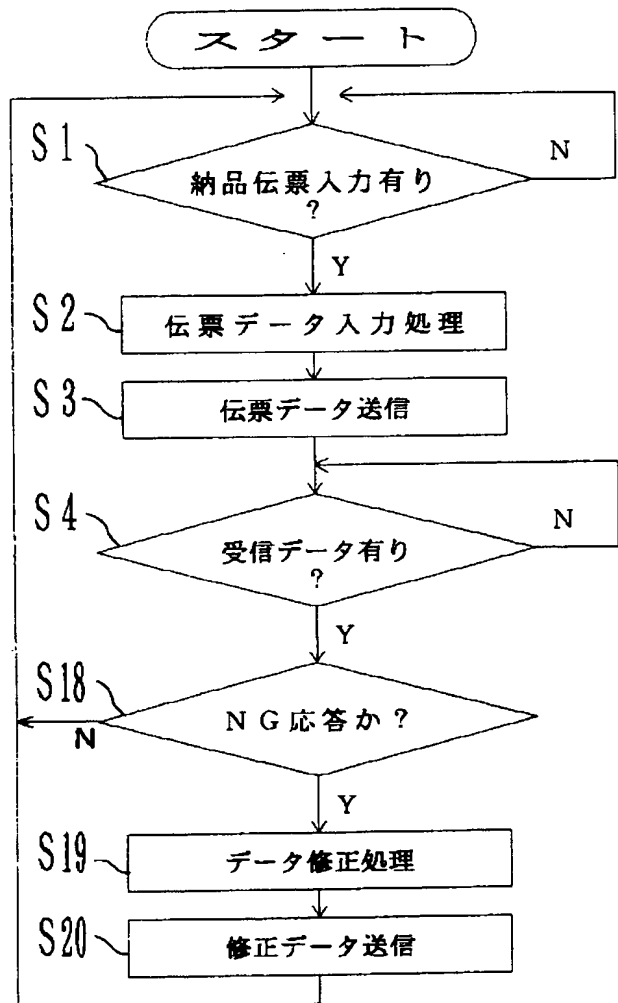 スタート
S1
納品伝票入力有り
?
N
Y
S2
伝票データ入力処理
S3
伝票データ送信
S4
受信データ有り
?
N
Y
S18
NG応答か?
N
Y
S19
データ修正処理
S20
修正データ送信